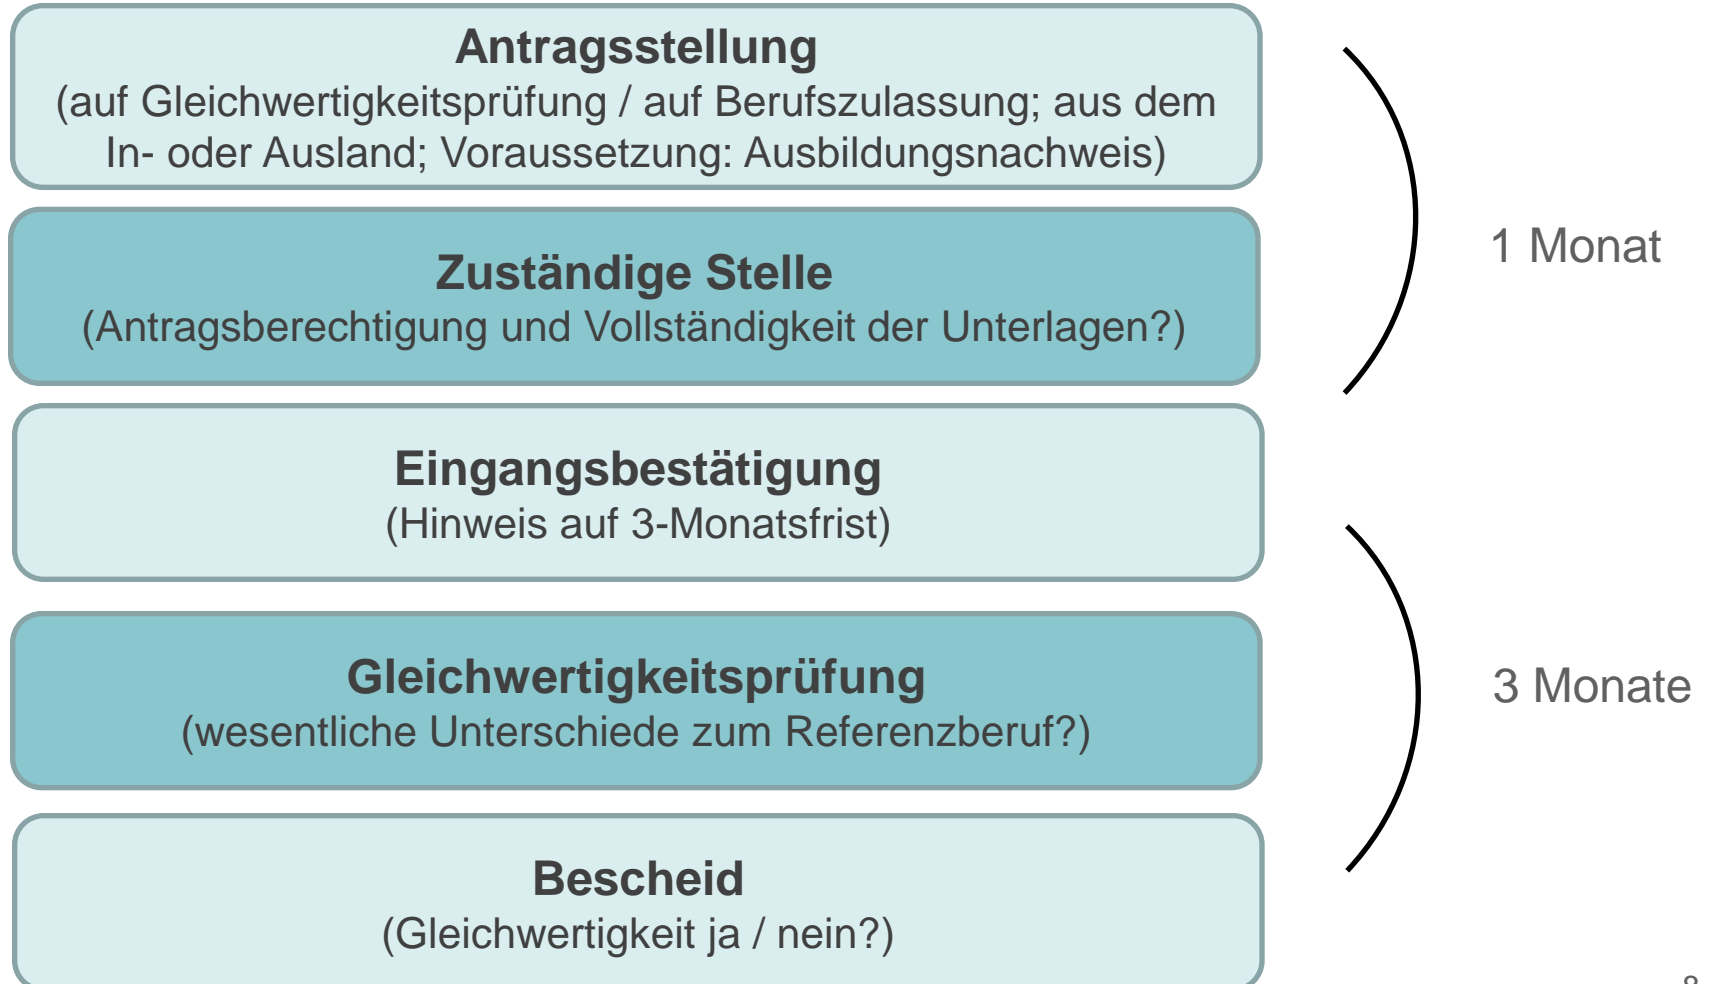 Antragsstellung
(auf Gleichwertigkeitsprüfung / auf Berufszulassung; aus dem
In- oder Ausland; Voraussetzung: Ausbildungsnachweis)
Zuständige Stelle
(Antragsberechtigung und Vollständigkeit der Unterlagen?)
1 Monat
Eingangsbestätigung
(Hinweis auf 3-Monatsfrist)
Gleichwertigkeitsprüfung
(wesentliche Unterschiede zum Referenzberuf?)
3 Monate
Bescheid
(Gleichwertigkeit ja / nein?)